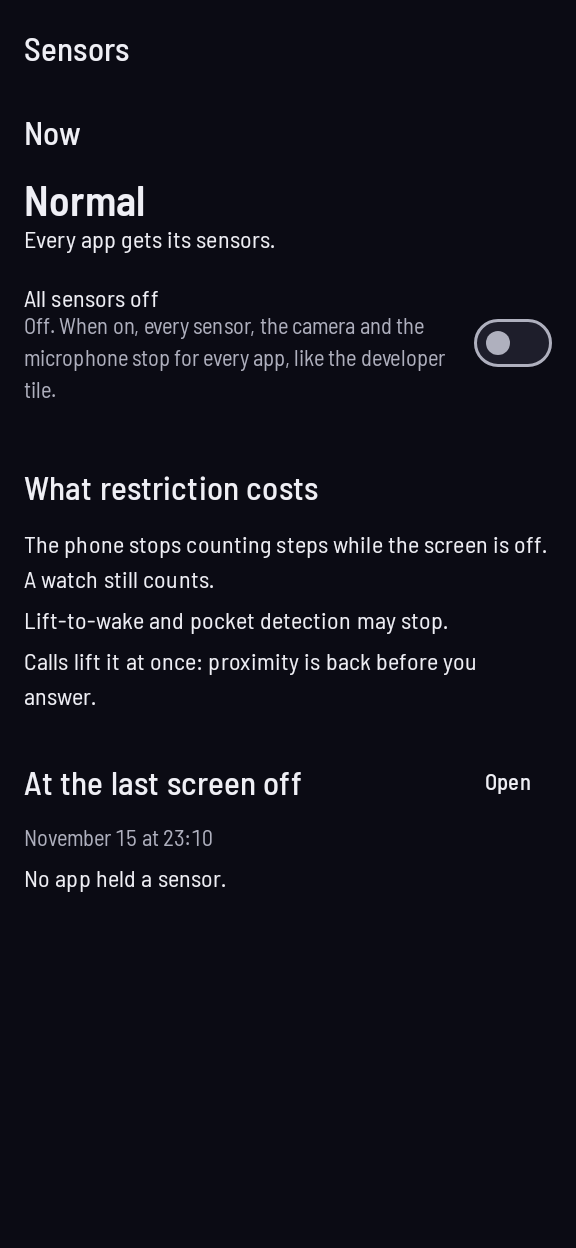 Sensors
Now
Normal
Every app gets its sensors.
All sensors off
Off. When on, every sensor, the camera and the
microphone stop for every app, like the developer
tile.
What restriction costs
The phone stops counting steps while the screen is off.
A watch still counts.
Lift-to-wake and pocket detection may stop.
Calls lift it at once: proximity is back before you
answer.
At the last screen off
Open
November 15 at 23:10
No app held a sensor.